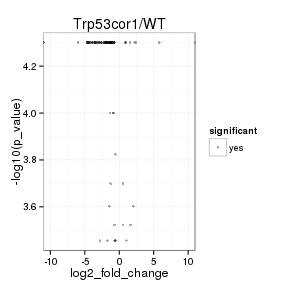 Trp53cor1/WT
-log10(p_value)
4.2
4.0
3.8
3.6
-10
-5
0
5
10
log2_fold_change
significant
yes